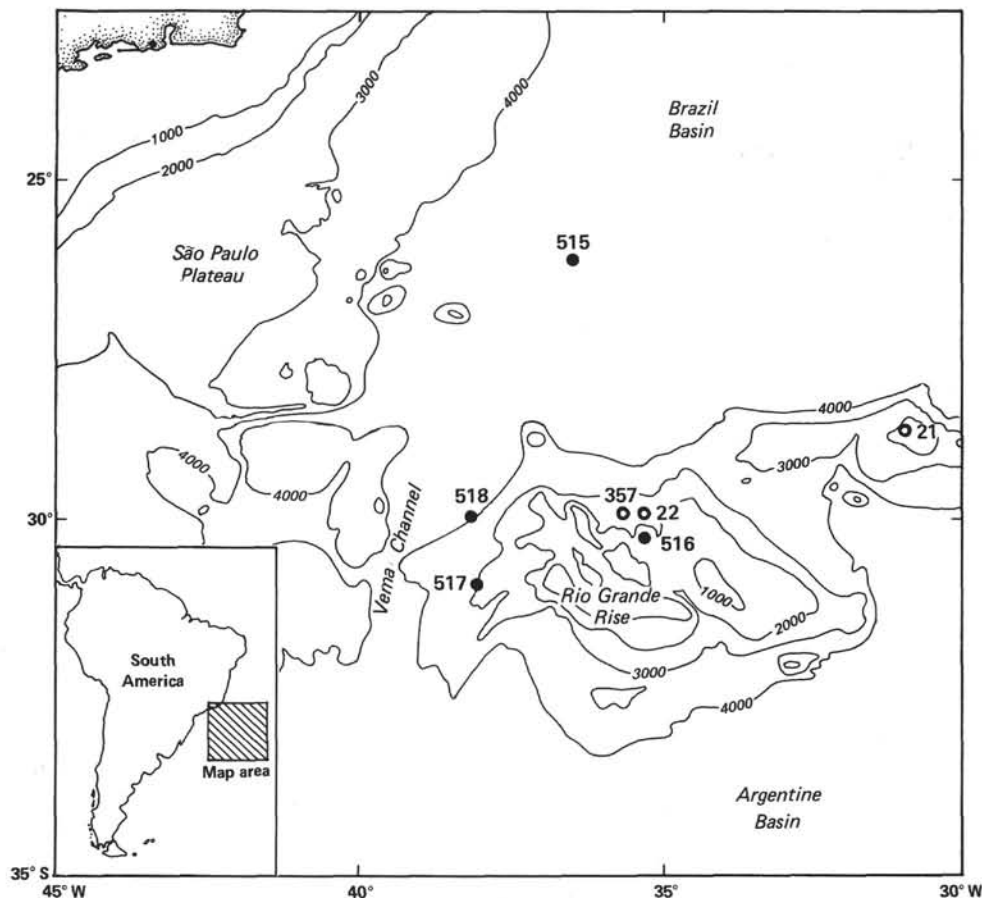 1000
2000
3000
4000
Brazil
Basin
25°
São Paulo
Plateau
515
4000
3000
21
4000
4000
518
357
22
30°
516
Vema Channel
517
Rio Grande
Rise
1000
2000
3000
4000
South
America
Map area
Argentine
Basin
35° S
45° W
40°
35°
30° W